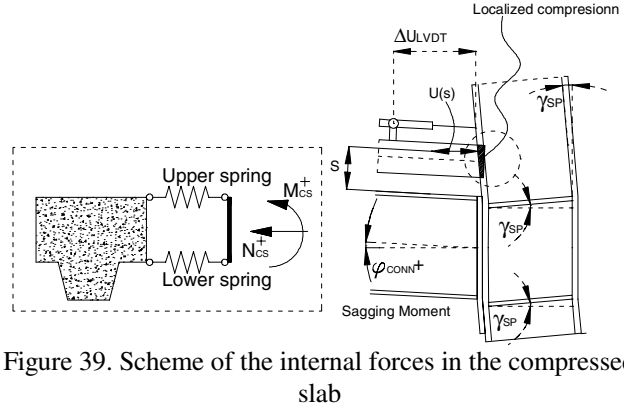 Localized compresionn
ΔULVDT
U(s)
γSP
S
Upper spring
M+CS
N+CS
Lower spring
γSP
φCONN+
Sagging Moment
γSP
Figure 39. Scheme of the internal forces in the compressed
slab